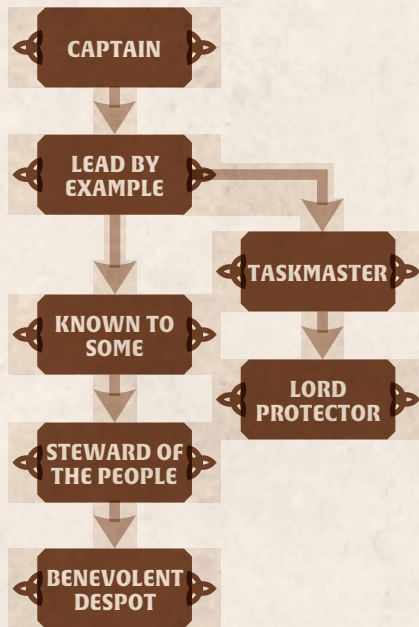 CAPTAIN
LEAD BY
EXAMPLE
TASKMASTER
KNOWN TO
SOME
LORD
PROTECTOR
STEWARD OF
THE PEOPLE
BENEVOLENT
DESPOT